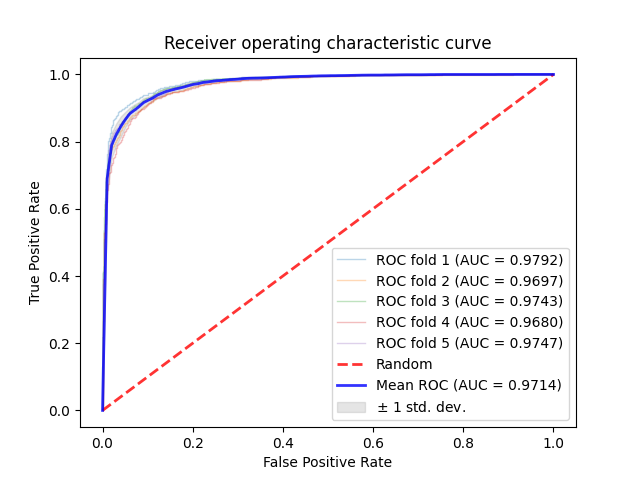 Receiver operating characteristic curve
True Positive Rate
1.0
0.8
0.6
0.4
0.2
0.0
ROC fold 1 (AUC = 0.9792)
ROC fold 2 (AUC = 0.9697)
ROC fold 3 (AUC = 0.9743)
ROC fold 4 (AUC = 0.9680)
ROC fold 5 (AUC = 0.9747)
Random
Mean ROC (AUC = 0.9714)
± 1 std. dev.
0.0 0.2 0.4 0.6 0.8 1.0
False Positive Rate